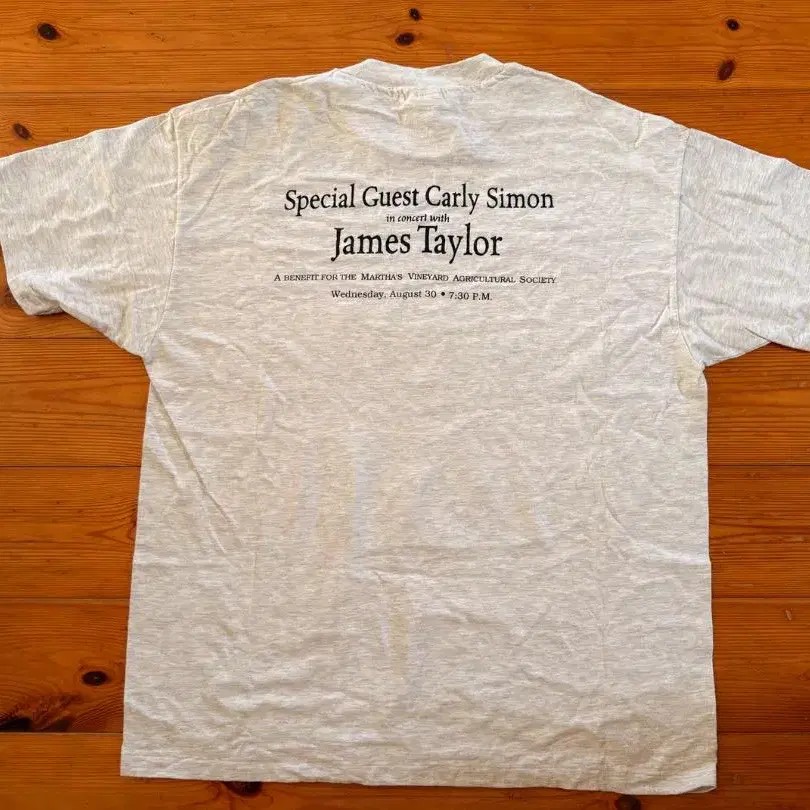 Special Guest Carly Simon
in concert with
James Taylor
A BENEFIT FOR THE MARTHA'S VINEYARD AGRICULTURAL SOCIETY
Wednesday, August 30 • 7:30 P.M.